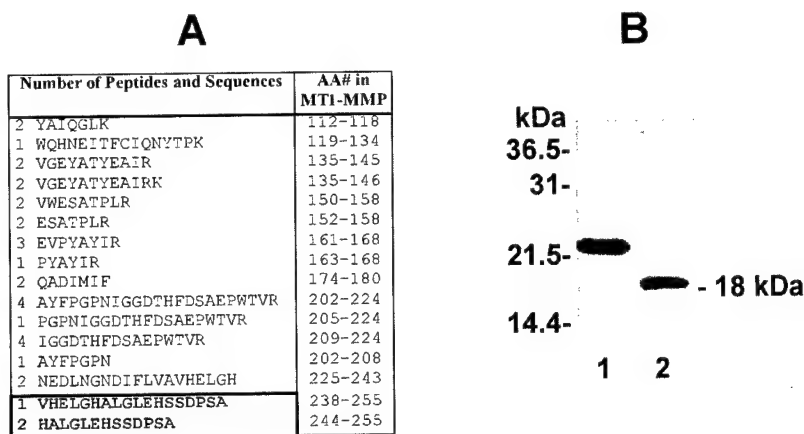 A
Number of Peptides and Sequences AA# in MT1-MMP
2 YAIQGLK 112-118
1 WQHNEITFCIQNYTPK 119-134
2 VGEYATYEAIR 135-145
2 VGEYATYEAIRK 135-146
2 VWESATPLR 150-158
2 ESATPLR 152-158
3 EVPYAYIR 161-168
1 PYAYIR 163-168
2 QADIMIF 174-180
4 AYFPGPNIGGDTHFDSAEPWTVR 202-224
1 PGPNIGGDTHFDSAEPWTVR 205-224
4 IGGDTHFDSAEPWTVR 209-224
1 AYFPGPN 202-208
2 NEDLNGNDIFLVAVHELGH 225-243
1 VHELGHALGLEHSSDPSA 238-255
2 HALGLEHSSDPSA 244-255
B
kDa
36.5-
31-
21.5-
- 18 kDa
14.4-
1 2